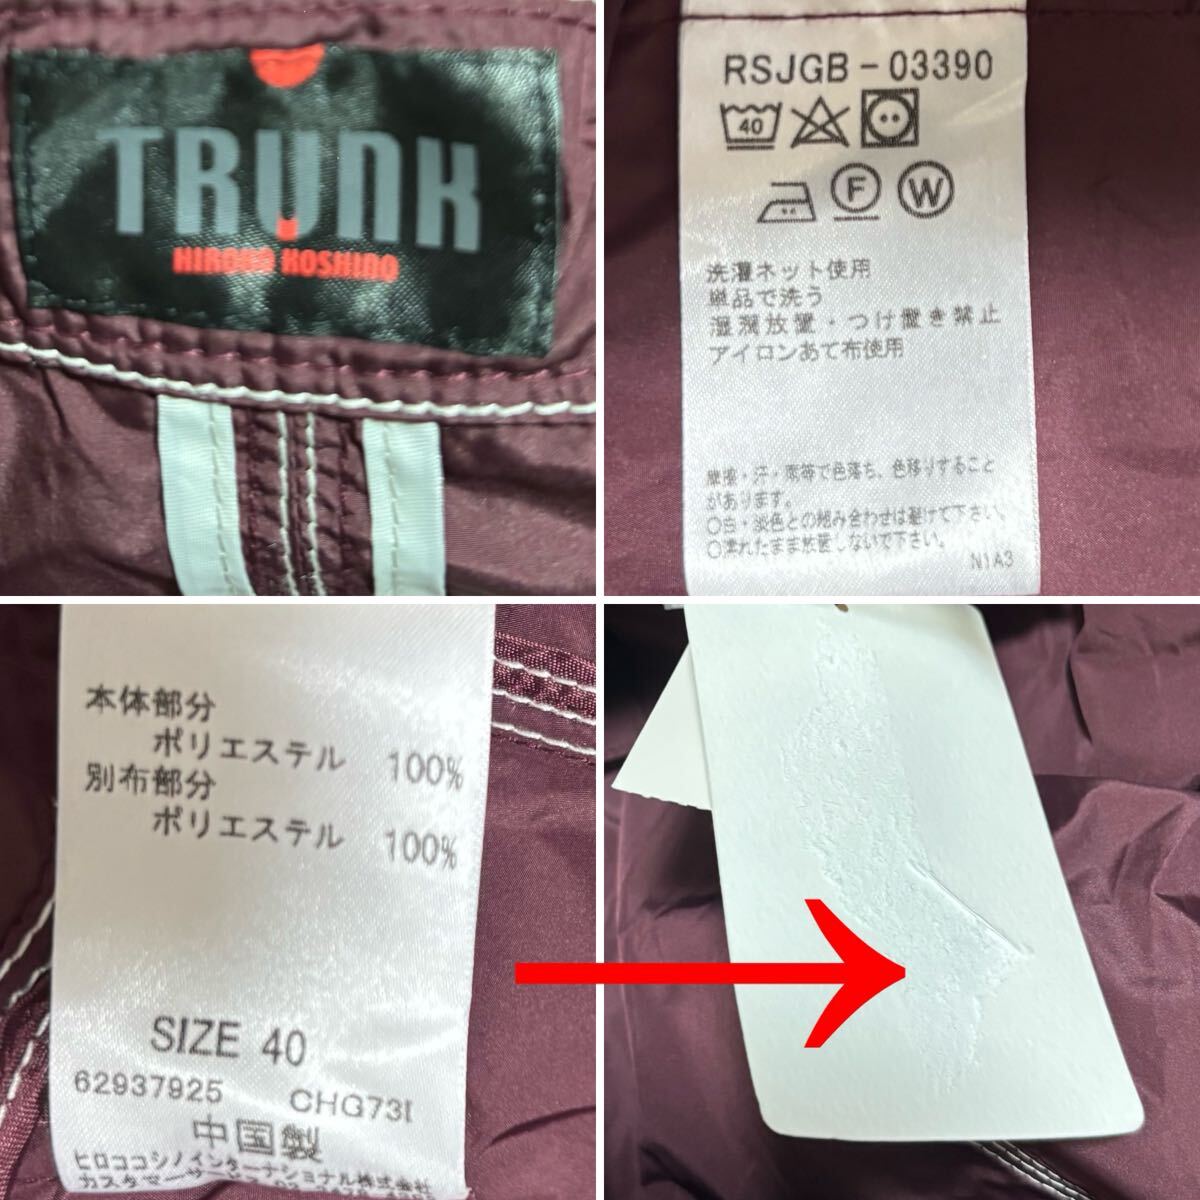 TRUNK
HIROKO KOSHINO
RSJGB-03390
40
F W
洗濯ネット使用
単品で洗う
湿潤放置・つけ置き禁止
アイロンあて布使用
摩擦・汗・雨等で色落ち、色移りすること
があります。
○白・淡色との組み合わせは避けて下さい。
○濡れたまま放置しないで下さい。
N1A3
本体部分
ポリエステル 100%
別布部分
ポリエステル 100%
SIZE 40
62937925 CHG73I
中国製
ヒロココシノインターナショナル株式会社